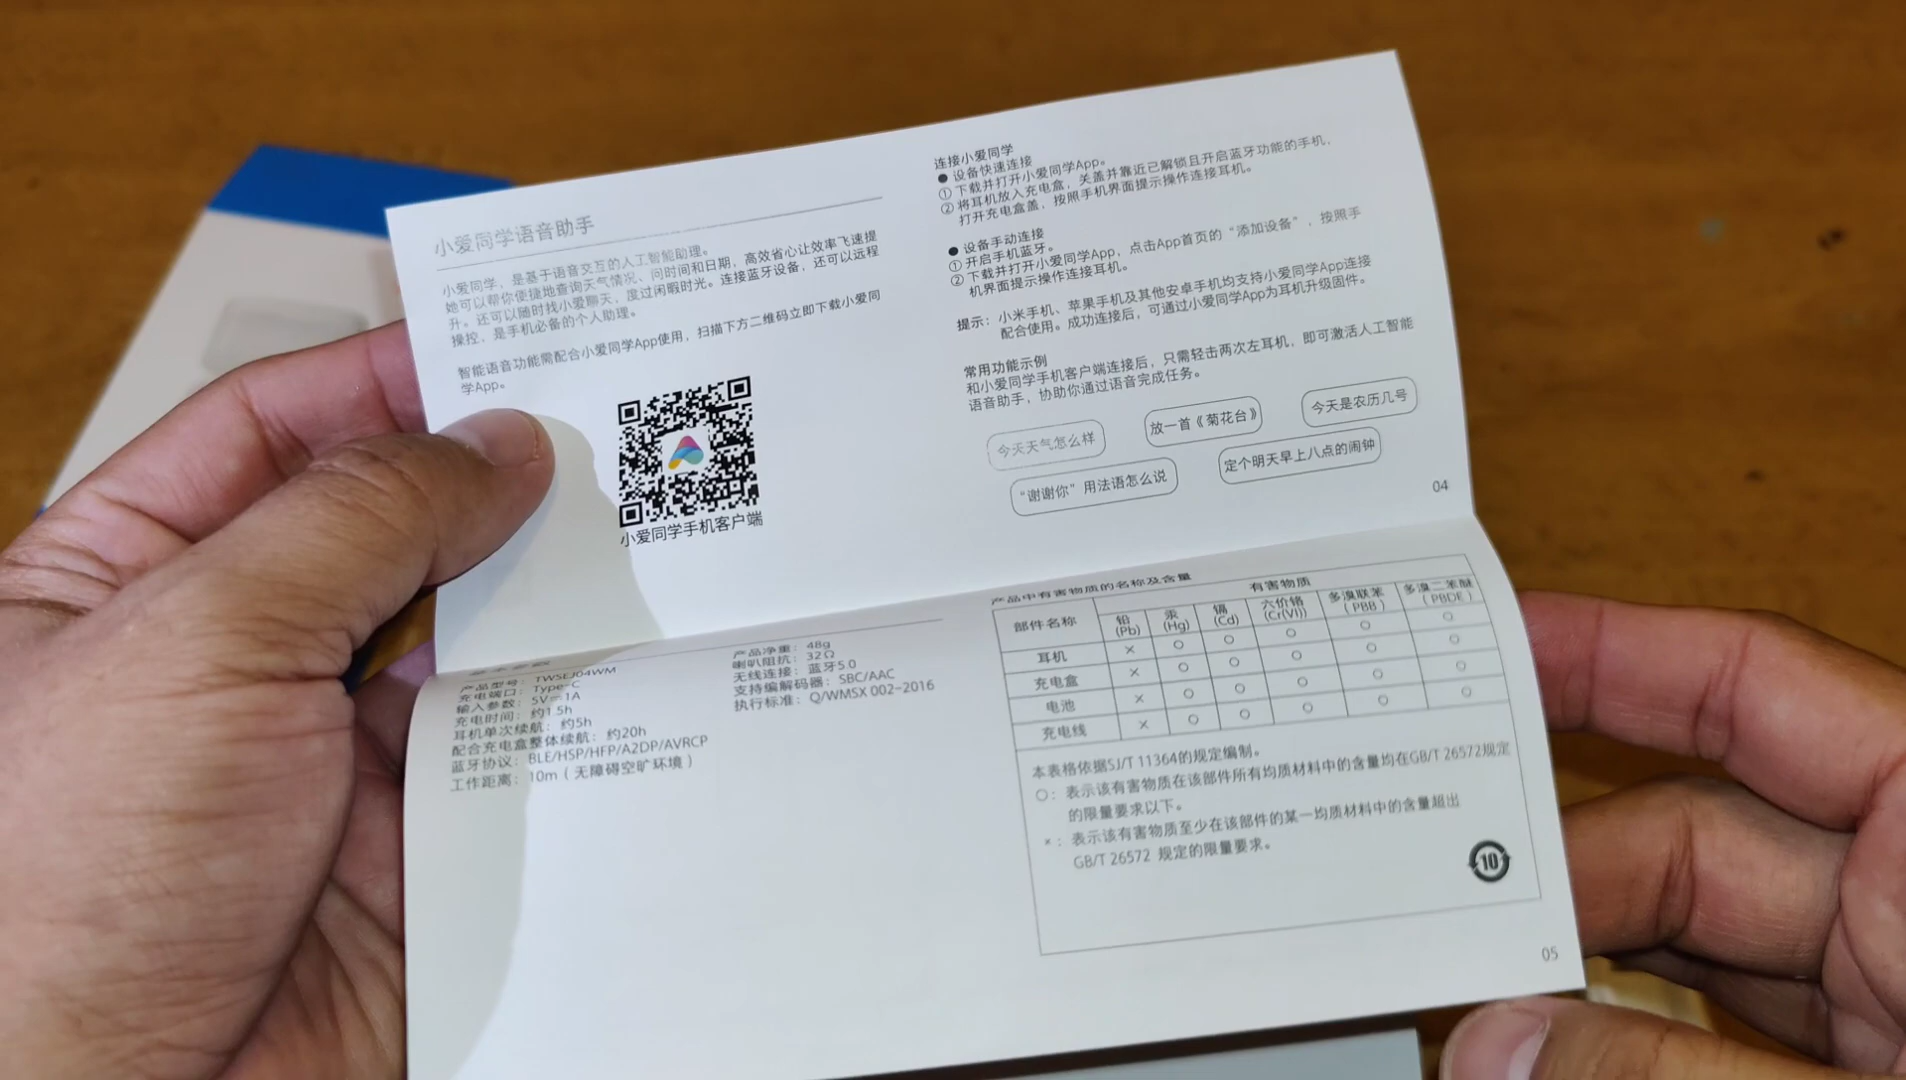 小爱同学语音助手
小爱同学，是基于语音交互的人工智能助理。
她可以帮你便捷地查询天气情况、问时间和日期，高效省心让效率飞速提
升。还可以随时找小爱聊天，度过闲暇时光。连接蓝牙设备，还可以远程
操控，是手机必备的个人助理。
智能语音功能需配合小爱同学App使用，扫描下方二维码立即下载小爱同
学App。
小爱同学手机客户端
连接小爱同学
● 设备快速连接
① 下载并打开小爱同学App。
② 将耳机放入充电盒，关盖并靠近已解锁且开启蓝牙功能的手机，
打开充电盒盖，按照手机界面提示操作连接耳机。
● 设备手动连接
① 开启手机蓝牙。
② 下载并打开小爱同学App，点击App首页的“添加设备”，按照手
机界面提示操作连接耳机。
提示：小米手机、苹果手机及其他安卓手机均支持小爱同学App连接
配合使用。成功连接后，可通过小爱同学App为耳机升级固件。
常用功能示例
和小爱同学手机客户端连接后，只需轻击两次左耳机，即可激活人工智能
语音助手，协助你通过语音完成任务。
今天天气怎么样
放一首《菊花台》
今天是农历几号
“谢谢你”用法语怎么说
定个明天早上八点的闹钟
04
基本参数
产品型号：TWSEJ04WM
充电端口：Type-C
输入参数：5V⎓1A
充电时间：约1.5h
耳机单次续航：约5h
配合充电盒整体续航：约20h
蓝牙协议：BLE/HSP/HFP/A2DP/AVRCP
工作距离：10m（无障碍空旷环境）
产品净重：48g
喇叭阻抗：32Ω
无线连接：蓝牙5.0
支持编解码器：SBC/AAC
执行标准：Q/WMSX 002-2016
产品中有害物质的名称及含量
部件名称 有害物质
铅(Pb) 汞(Hg) 镉(Cd) 六价铬(Cr(VI)) 多溴联苯(PBB) 多溴二苯醚(PBDE)
耳机 × ○ ○ ○ ○ ○
充电盒 × ○ ○ ○ ○ ○
电池 × ○ ○ ○ ○ ○
充电线 × ○ ○ ○ ○ ○
本表格依据SJ/T 11364的规定编制。
○：表示该有害物质在该部件所有均质材料中的含量均在GB/T 26572规定
的限量要求以下。
×：表示该有害物质至少在该部件的某一均质材料中的含量超出
GB/T 26572 规定的限量要求。
10
05